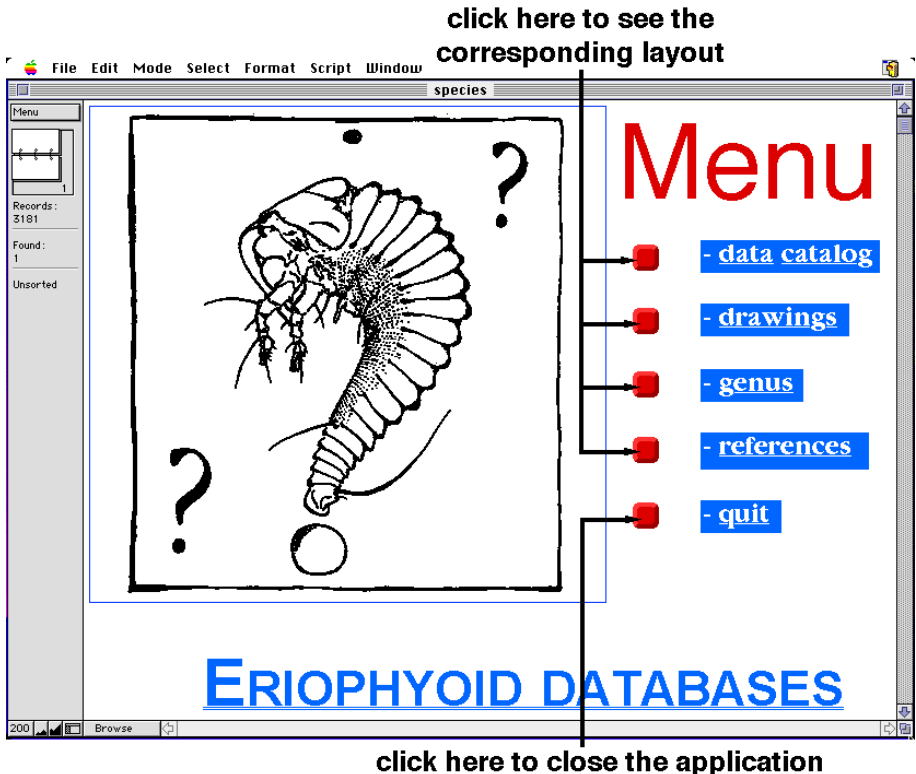 click here to see the
corresponding layout
File Edit Mode Select Format Script Window
species
Menu
1
Records:
3181
Found:
1
Unsorted
? 
?
Menu
- data catalog
- drawings
- genus
- references
- quit
ERIOPHYOID DATABASES
200 Browse
click here to close the application